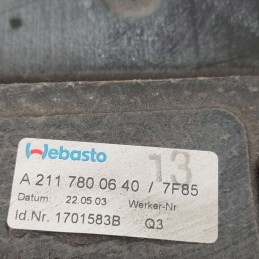 Webasto
13
A 211 780 06 40 / 7F85
Datum 22.05.03 Werker-Nr
Id.Nr. 1701583B Q3